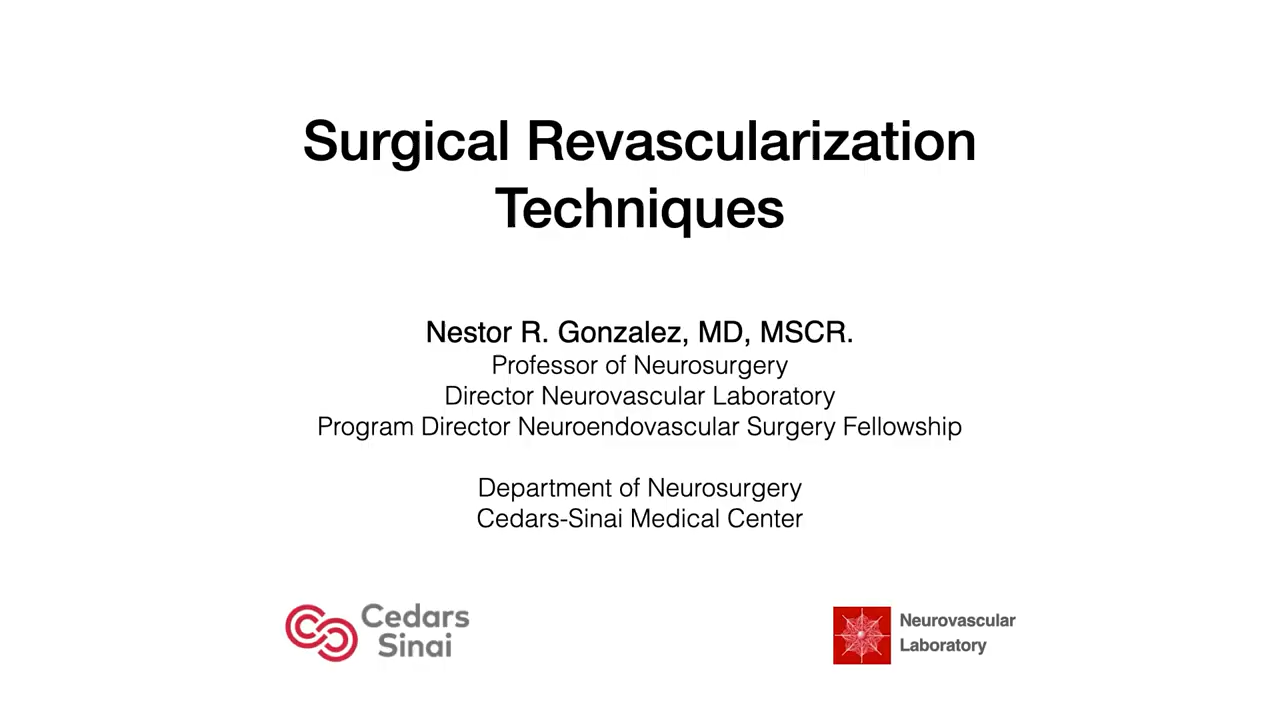 Surgical Revascularization
Techniques
Nestor R. Gonzalez, MD, MSCR.
Professor of Neurosurgery
Director Neurovascular Laboratory
Program Director Neuroendovascular Surgery Fellowship
Department of Neurosurgery
Cedars-Sinai Medical Center
Cedars
Sinai
Neurovascular
Laboratory